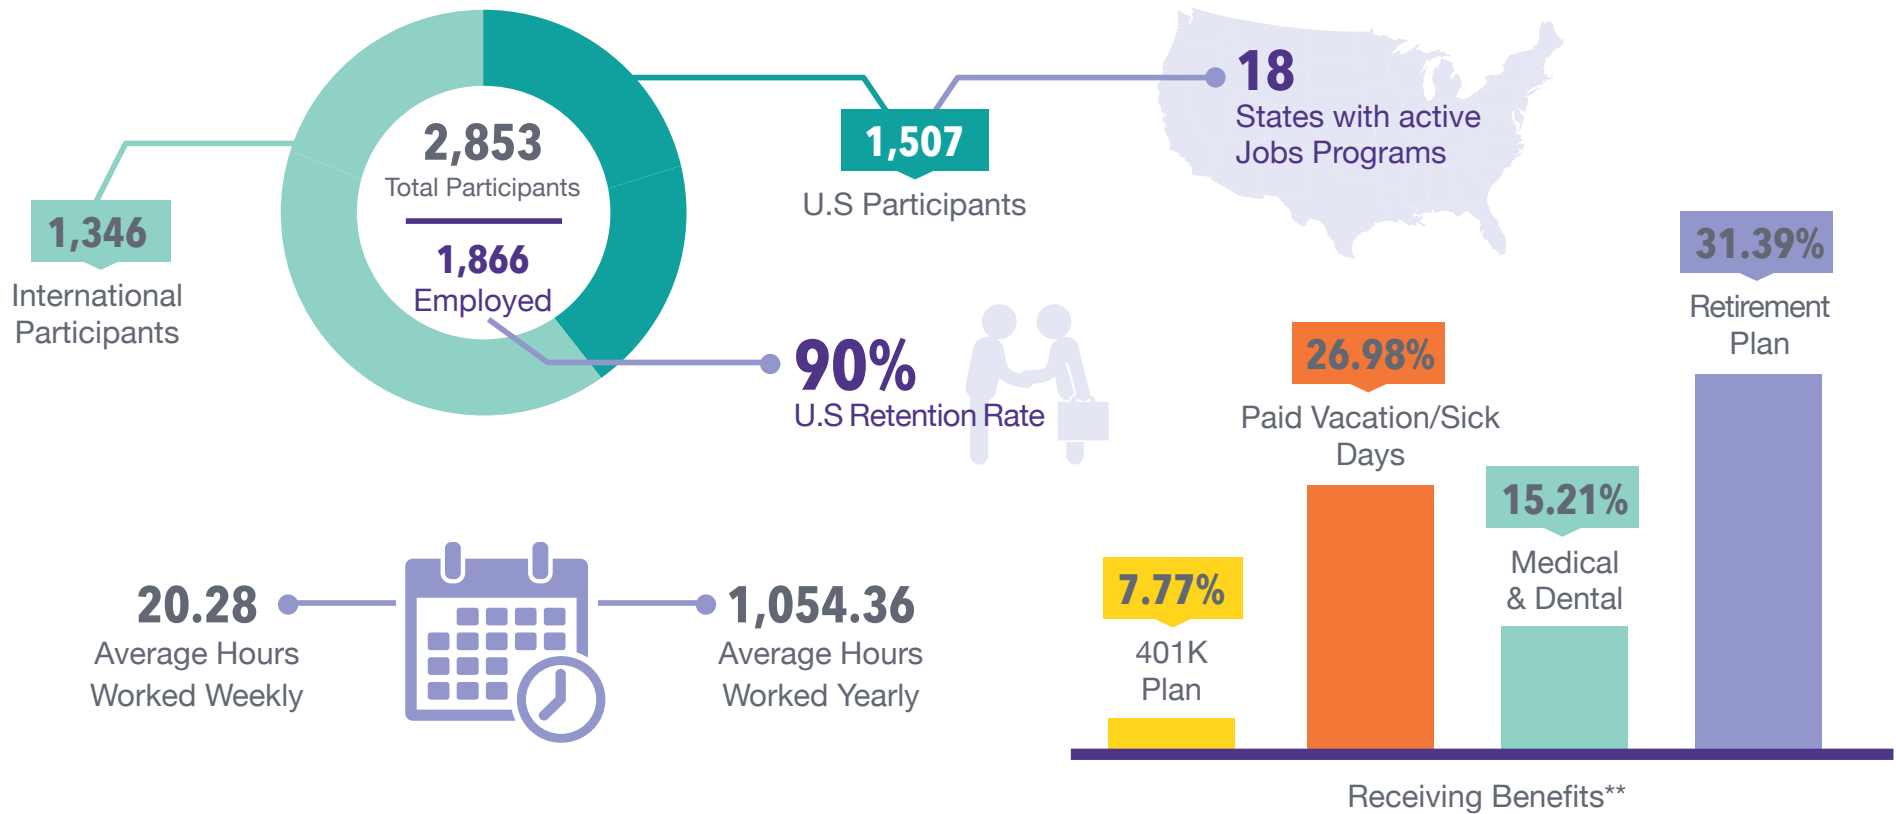 2,853
Total Participants
1,866
Employed
1,346
International
Participants
1,507
U.S Participants
18
States with active
Jobs Programs
90%
U.S Retention Rate
20.28
Average Hours
Worked Weekly
1,054.36
Average Hours
Worked Yearly
7.77%
401K
Plan
26.98%
Paid Vacation/Sick
Days
15.21%
Medical
& Dental
31.39%
Retirement
Plan
Receiving Benefits**